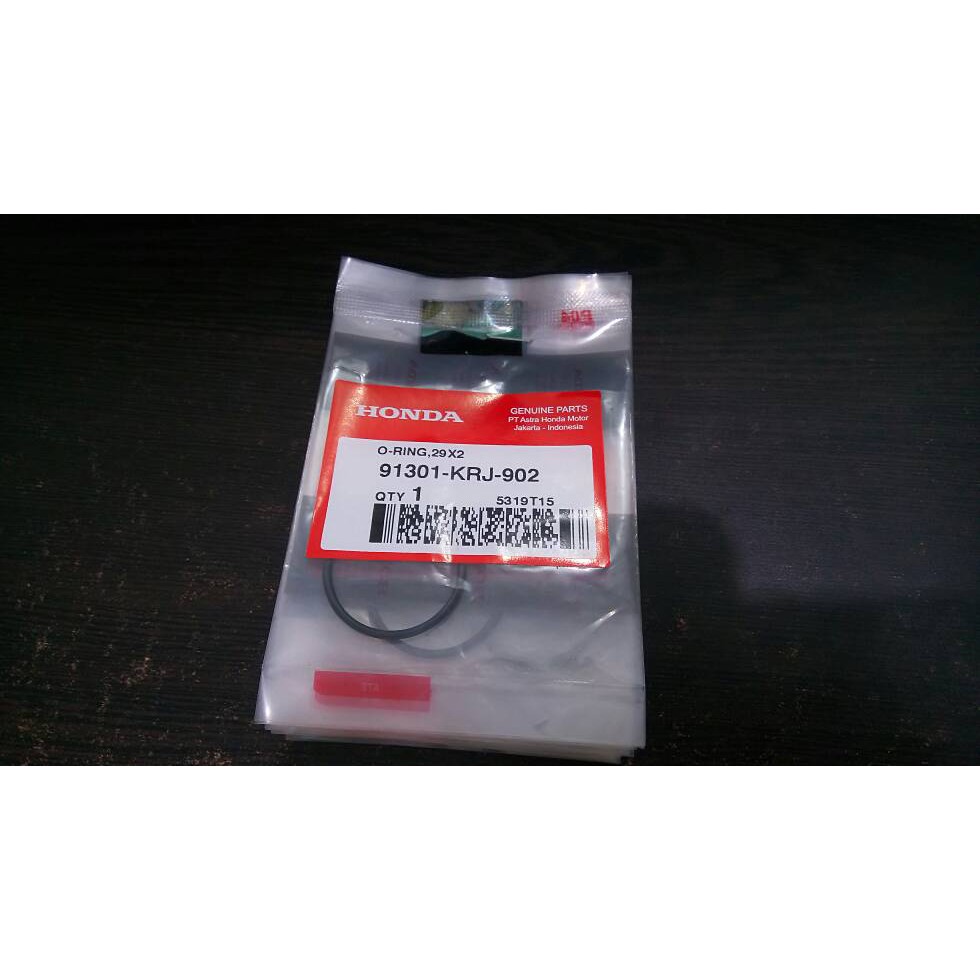 HONDA
GENUINE PARTS
PT Astra Honda Motor
Jakarta - Indonesia
O-RING,29X2
91301-KRJ-902
QTY 1
5319T15